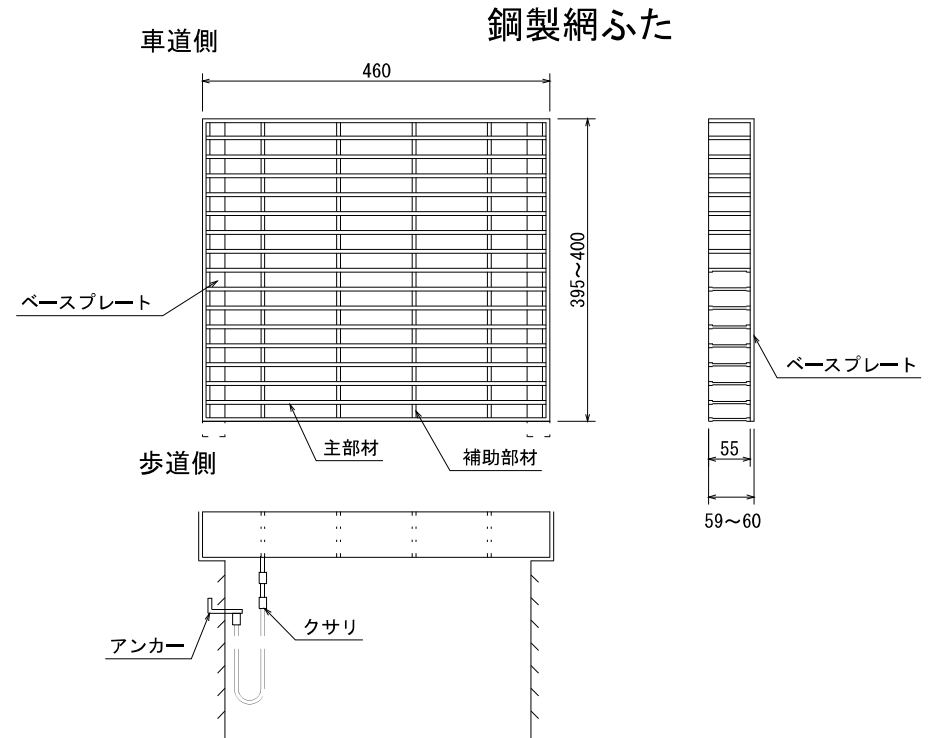 鋼製網ふた
車道側
460
395～400
ベースプレート
ベースプレート
主部材
補助部材
歩道側
55
59～60
クサリ
アンカー